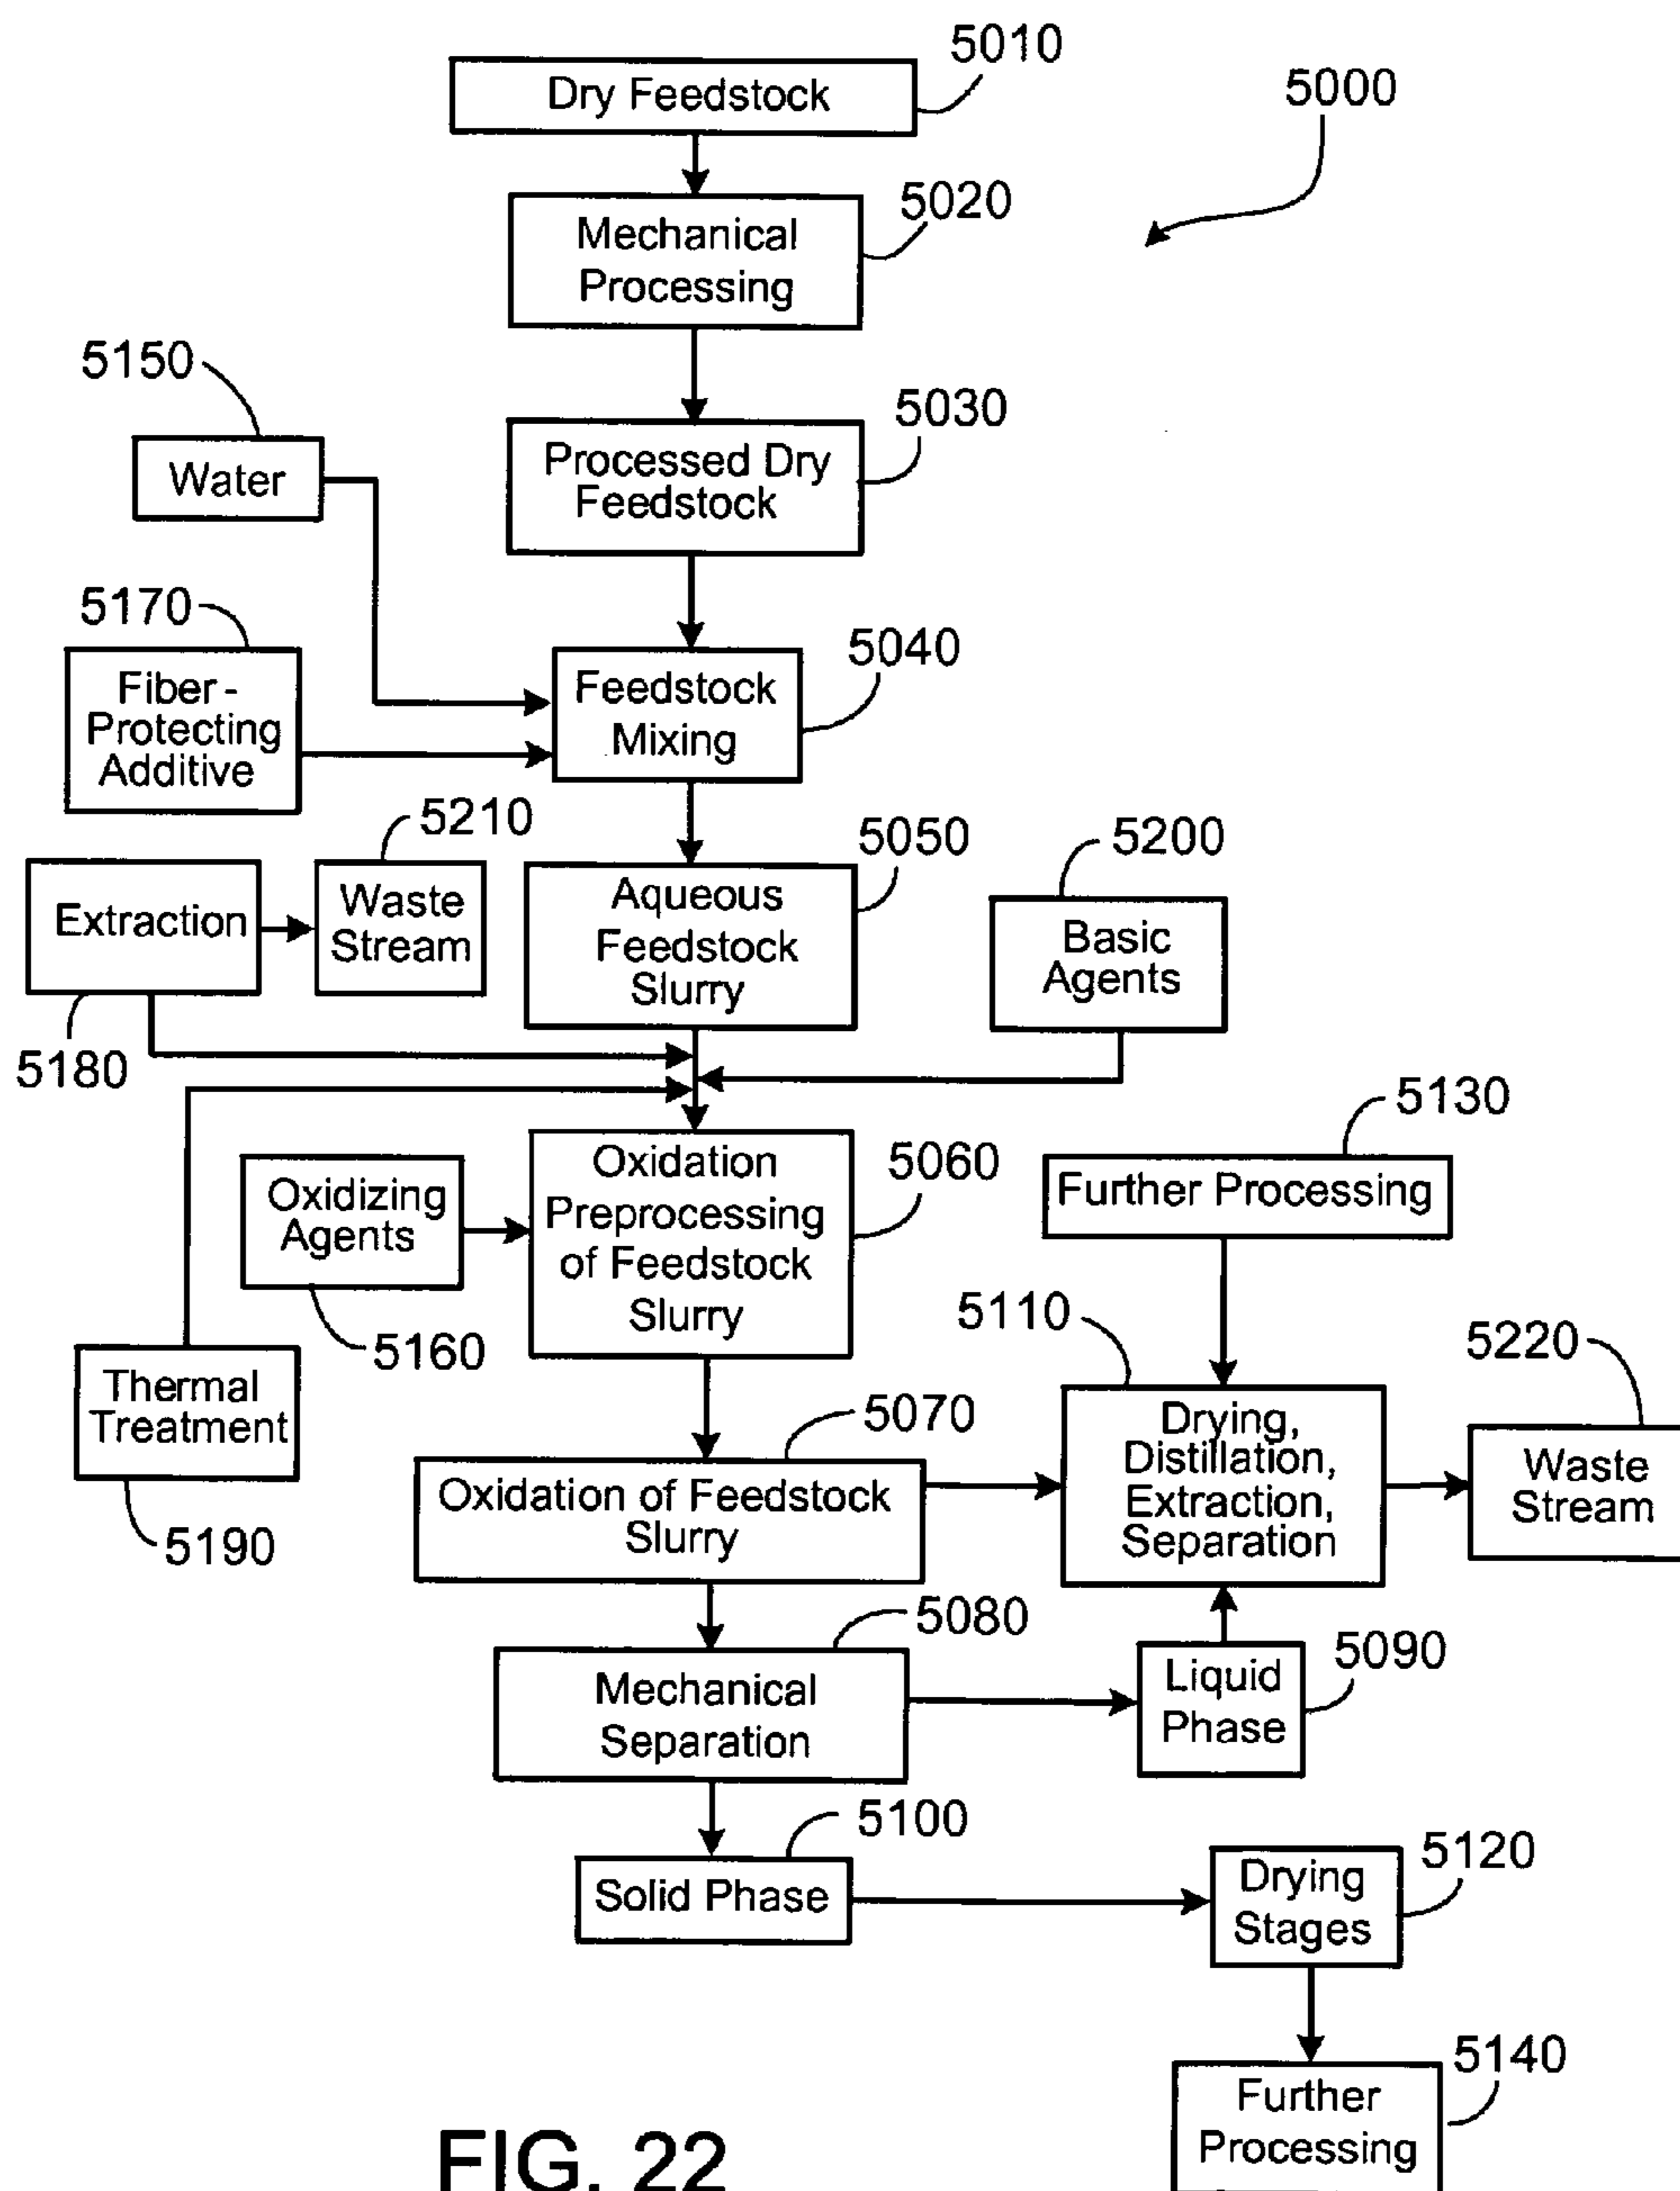 5010
Dry Feedstock
5000
5020
Mechanical
Processing
5150
5030
Water
Processed Dry
Feedstock
5170
5040
Fiber -
Protecting
Additive
Feedstock
Mixing
5210
5050
5200
Extraction
Waste
Stream
Aqueous
Feedstock
Slurry
Basic
Agents
5180
5130
5060
Oxidizing
Agents
Oxidation
Preprocessing
of Feedstock
Slurry
Further Processing
5160
5110
5220
Thermal
Treatment
5190
5070
Drying,
Distillation,
Extraction,
Separation
Waste
Stream
Oxidation of Feedstock
Slurry
5080
5090
Mechanical
Separation
Liquid
Phase
5100
5120
Solid Phase
Drying
Stages
5140
Further
Processing
FIG. 22